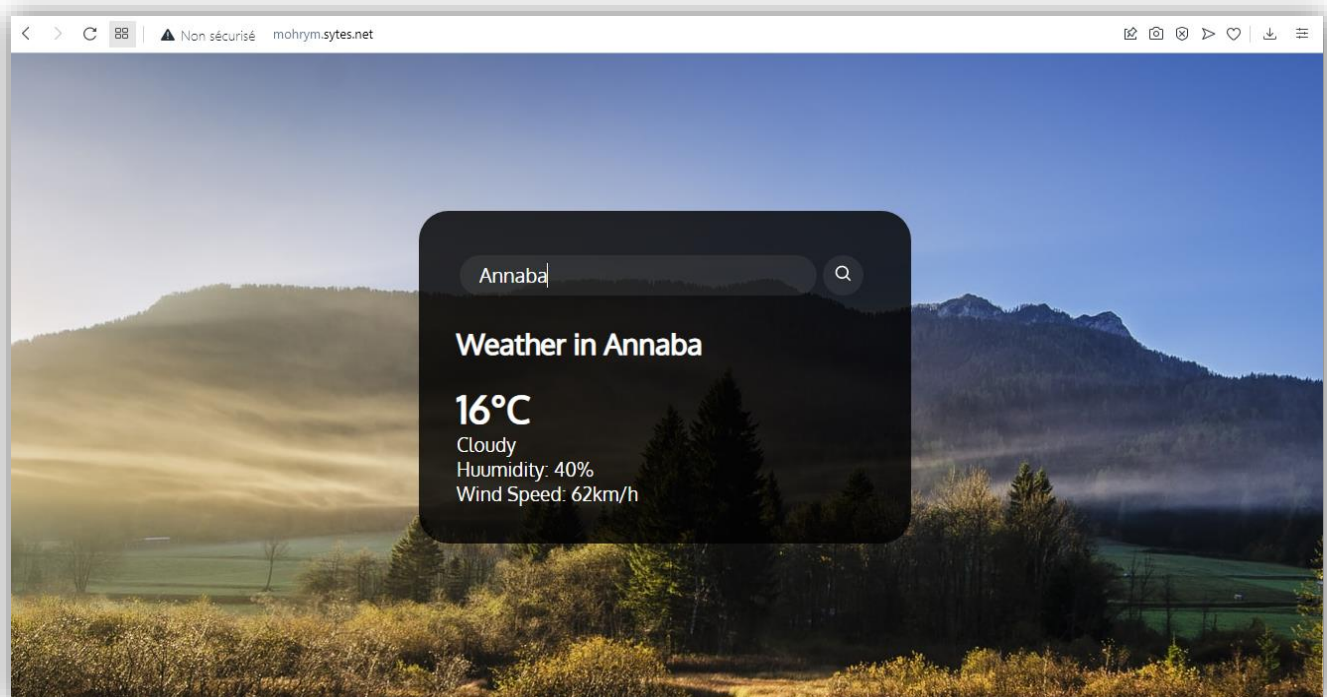 Non sécurisé mohrym.sytes.net
Annaba
Weather in Annaba
16°C
Cloudy
Huumidity: 40%
Wind Speed: 62km/h